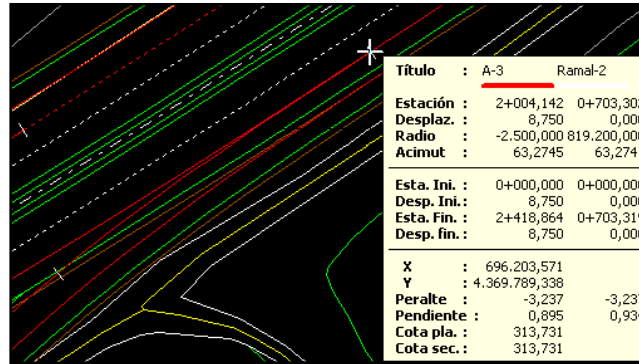 Título : A-3 Ramal-2
Estación : 2+004,142 0+703,302
Desplaz. : 8,750 0,000
Radio : -2.500,000 819.200,000
Acimut : 63,2745 63,274
Esta. Ini. : 0+000,000 0+000,000
Desp. Ini. : 8,750 0,000
Esta. Fin. : 2+418,864 0+703,319
Desp. fin. : 8,750 0,000
X : 696.203,571
Y : 4.369.789,338
Peralte : -3,237 -3,237
Pendiente : 0,895 0,93
Cota pla. : 313,731
Cota sec. : 313,731